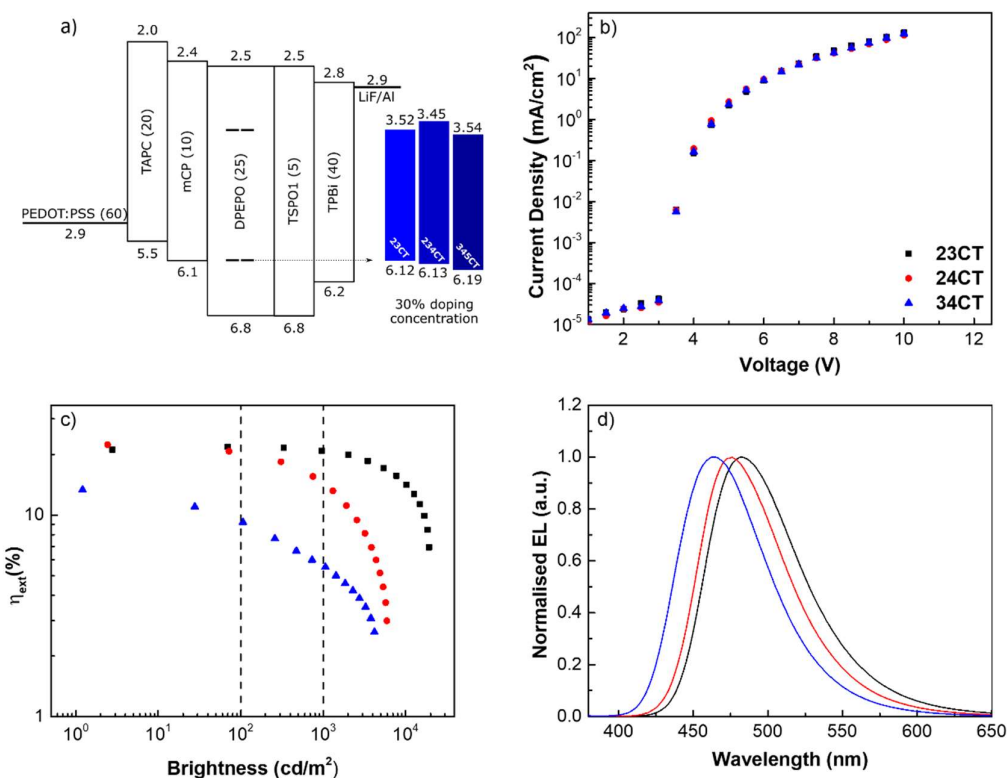 a)
2.0
2.4
2.5
2.5
2.8
2.9
LiF/Al
3.52
3.45
3.54
TAPC (20)
mCP (10)
DPEPO (25)
TSPO1 (5)
TPBi (40)
PEDOT:PSS (60)
2.9
5.5
6.1
6.8
6.8
6.2
23CT
234CT
345CT
6.12
6.13
6.19
30% doping
concentration
b)
Current Density (mA/cm²)
10²
10¹
10⁰
10⁻¹
10⁻²
10⁻³
10⁻⁴
10⁻⁵
23CT
24CT
34CT
2 4 6 8 10 12
Voltage (V)
c)
ηext(%)
10
1
10⁰ 10¹ 10² 10³ 10⁴
Brightness (cd/m²)
d)
Normalised EL (a.u.)
1.2
1.0
0.8
0.6
0.4
0.2
0.0
400 450 500 550 600 650
Wavelength (nm)